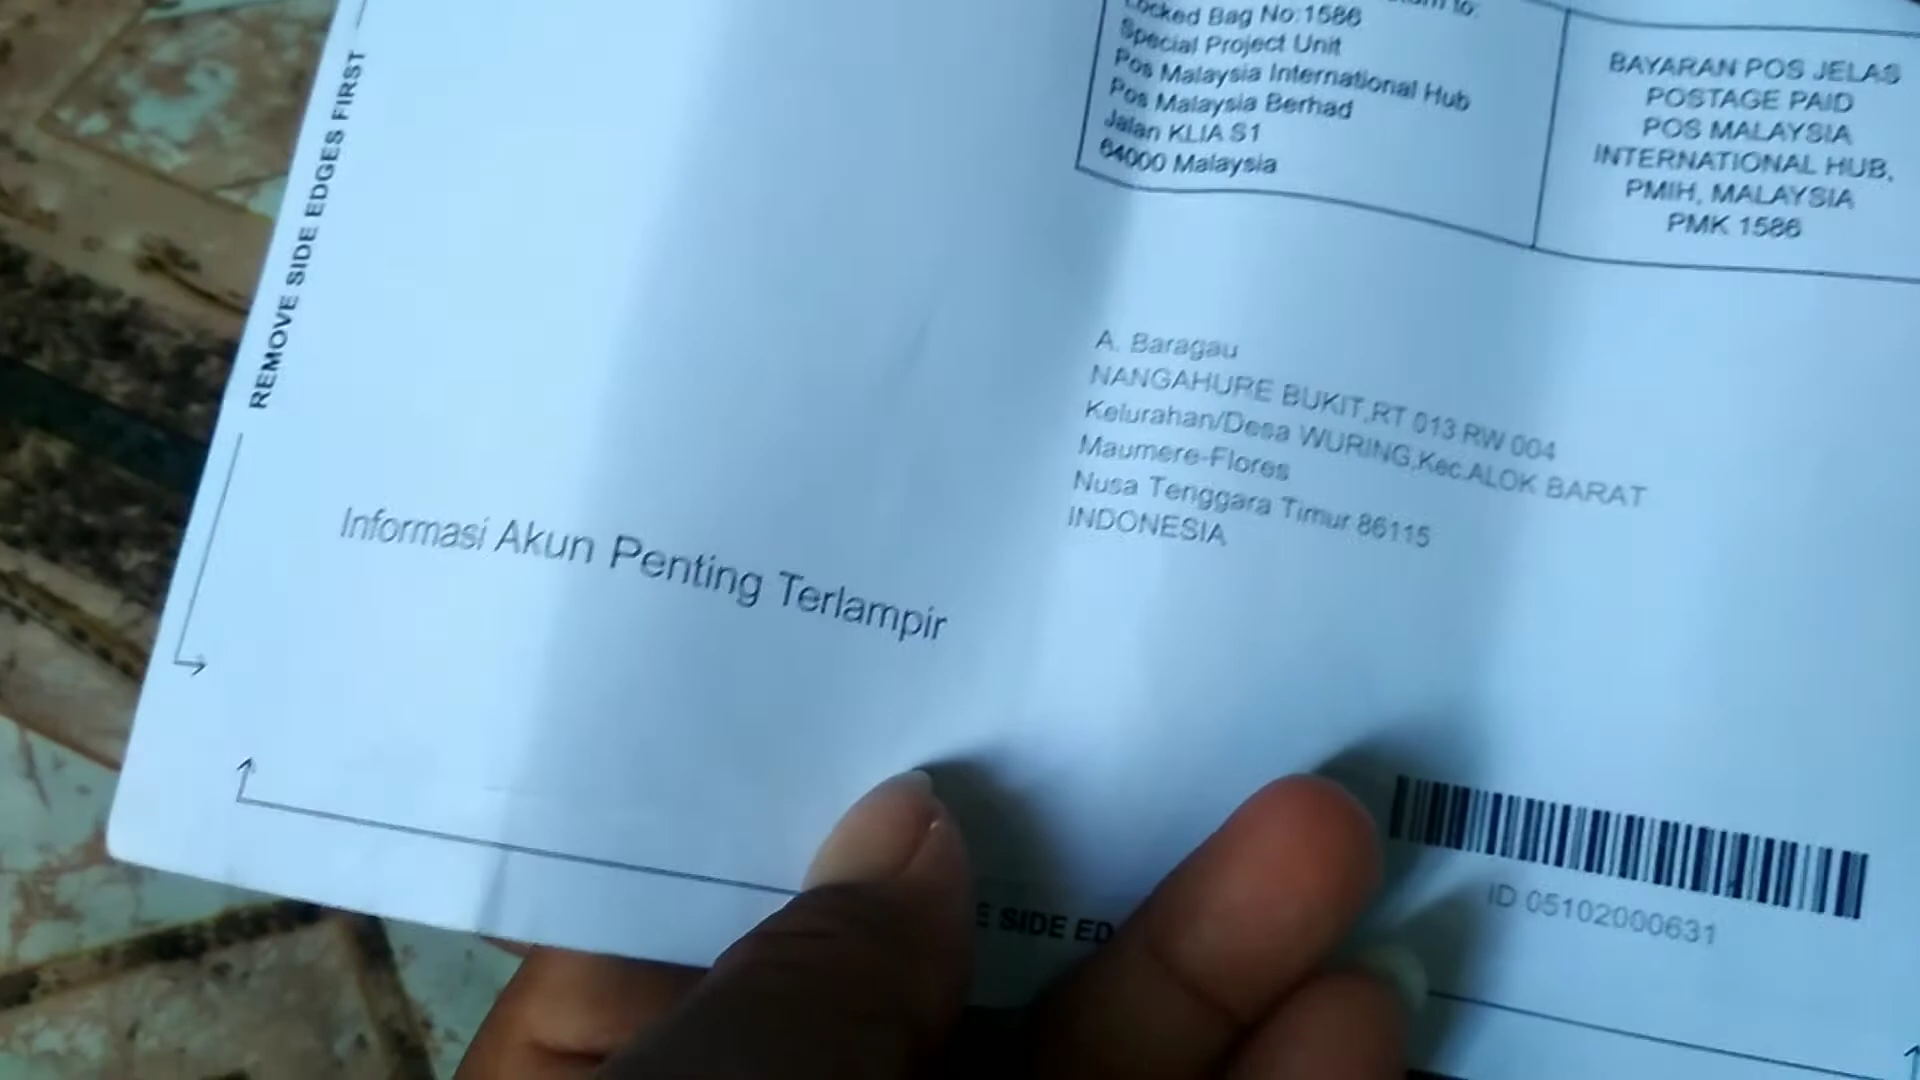 REMOVE SIDE EDGES FIRST
to:
Locked Bag No:1586
Special Project Unit
Pos Malaysia International Hub
Pos Malaysia Berhad
Jalan KLIA S1
64000 Malaysia
BAYARAN POS JELAS
POSTAGE PAID
POS MALAYSIA
INTERNATIONAL HUB,
PMIH, MALAYSIA
PMK 1586
A. Baragau
NANGAHURE BUKIT,RT 013 RW 004
Kelurahan/Desa WURING,Kec.ALOK BARAT
Maumere-Flores
Nusa Tenggara Timur 86115
INDONESIA
Informasi Akun Penting Terlampir
ID 05102000631
E SIDE ED